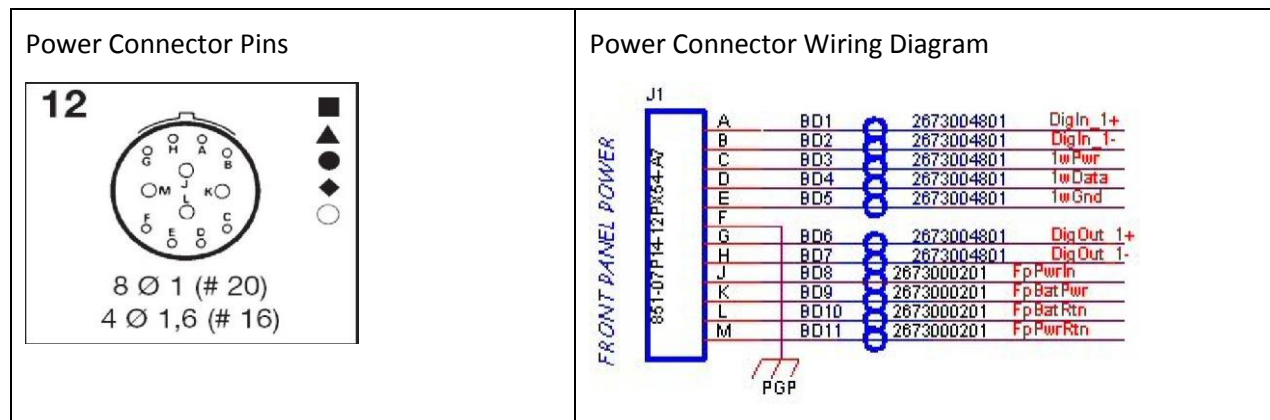 Power Connector Pins
12
H A
G B
J
M K
L
F C
E D
8 Ø 1 (# 20)
4 Ø 1,6 (# 16)
Power Connector Wiring Diagram
J1
FRONT PANEL POWER
851-07P14-12PX54-A7
A BD1 2673004801 DigIn_1+
B BD2 2673004801 DigIn_1-
C BD3 2673004801 1wPwr
D BD4 2673004801 1wData
E BD5 2673004801 1wGnd
F
G BD6 2673004801 DigOut_1+
H BD7 2673004801 DigOut_1-
J BD8 2673000201 FpPwrIn
K BD9 2673000201 FpBatPwr
L BD10 2673000201 FpBatRtn
M BD11 2673000201 FpPwrRtn
PGP